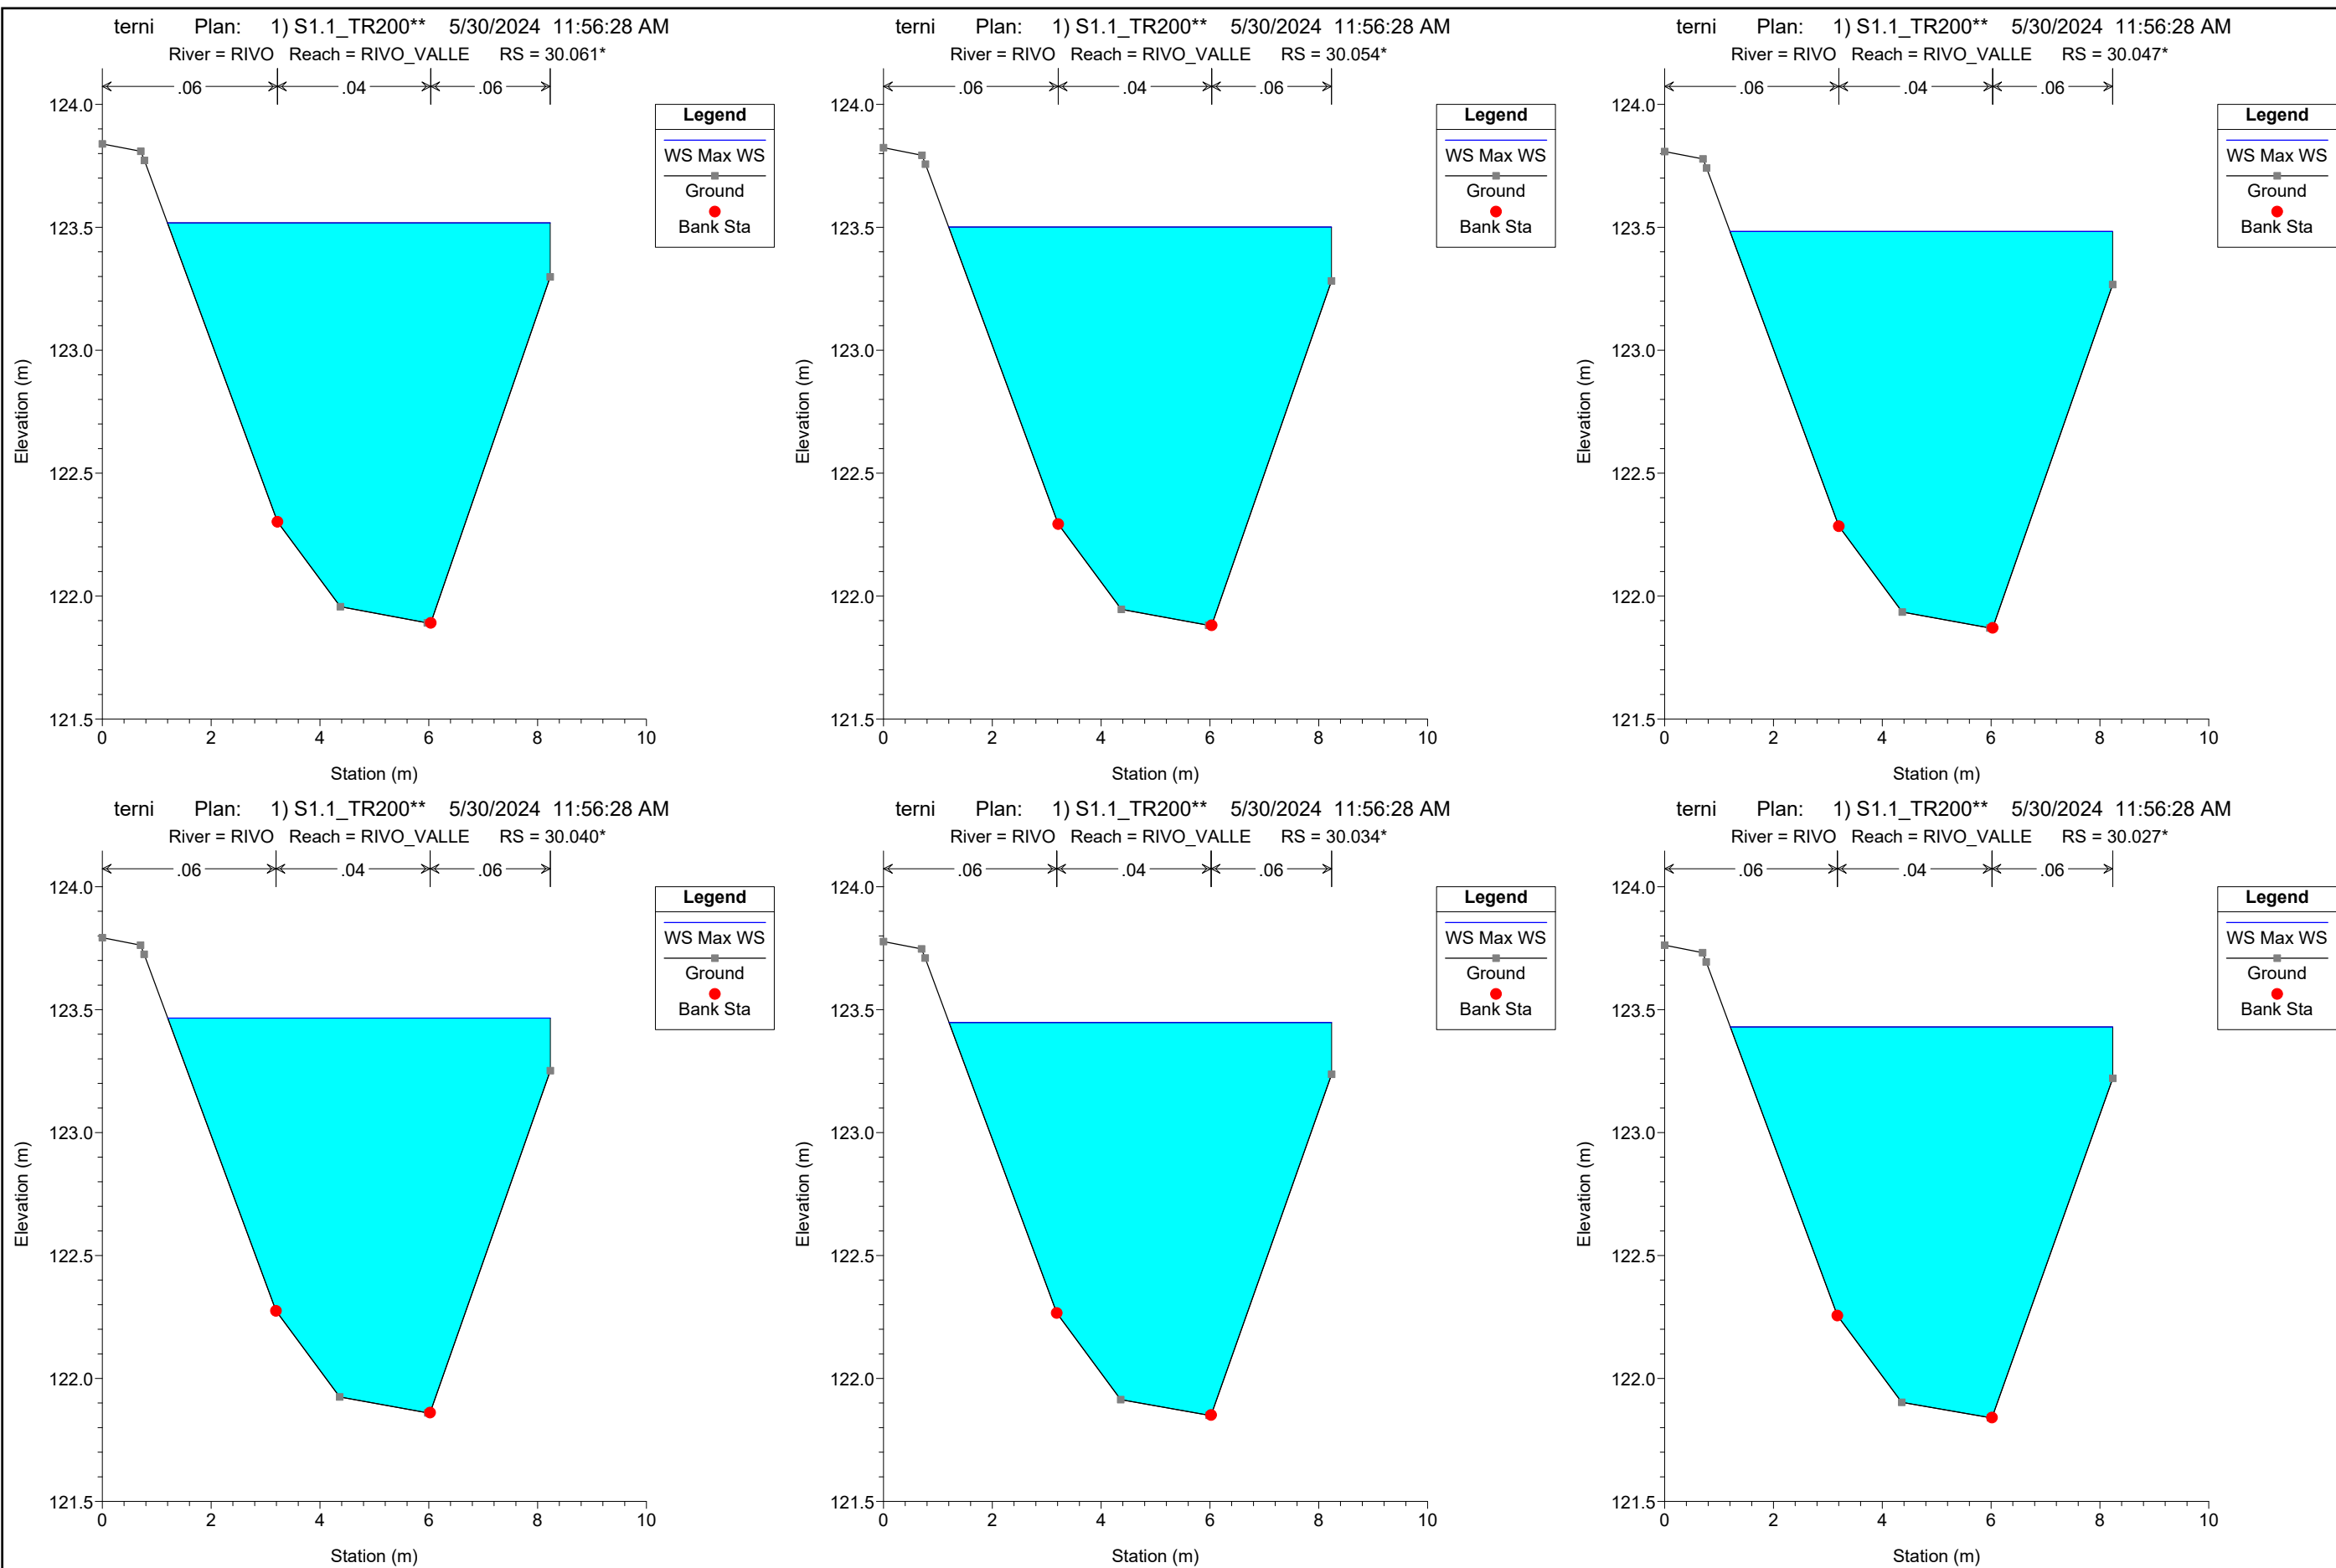 terni Plan: 1) S1.1_TR200** 5/30/2024 11:56:28 AM
River = RIVO Reach = RIVO_VALLE RS = 30.061*
.06 .04 .06
124.0
123.5
123.0
122.5
122.0
121.5
Elevation (m)
0 2 4 6 8 10
Station (m)
Legend
WS Max WS
Ground
Bank Sta
terni Plan: 1) S1.1_TR200** 5/30/2024 11:56:28 AM
River = RIVO Reach = RIVO_VALLE RS = 30.054*
.06 .04 .06
124.0
123.5
123.0
122.5
122.0
121.5
Elevation (m)
0 2 4 6 8 10
Station (m)
Legend
WS Max WS
Ground
Bank Sta
terni Plan: 1) S1.1_TR200** 5/30/2024 11:56:28 AM
River = RIVO Reach = RIVO_VALLE RS = 30.047*
.06 .04 .06
124.0
123.5
123.0
122.5
122.0
121.5
Elevation (m)
0 2 4 6 8 10
Station (m)
Legend
WS Max WS
Ground
Bank Sta
terni Plan: 1) S1.1_TR200** 5/30/2024 11:56:28 AM
River = RIVO Reach = RIVO_VALLE RS = 30.040*
.06 .04 .06
124.0
123.5
123.0
122.5
122.0
121.5
Elevation (m)
0 2 4 6 8 10
Station (m)
Legend
WS Max WS
Ground
Bank Sta
terni Plan: 1) S1.1_TR200** 5/30/2024 11:56:28 AM
River = RIVO Reach = RIVO_VALLE RS = 30.034*
.06 .04 .06
124.0
123.5
123.0
122.5
122.0
121.5
Elevation (m)
0 2 4 6 8 10
Station (m)
Legend
WS Max WS
Ground
Bank Sta
terni Plan: 1) S1.1_TR200** 5/30/2024 11:56:28 AM
River = RIVO Reach = RIVO_VALLE RS = 30.027*
.06 .04 .06
124.0
123.5
123.0
122.5
122.0
121.5
Elevation (m)
0 2 4 6 8 10
Station (m)
Legend
WS Max WS
Ground
Bank Sta